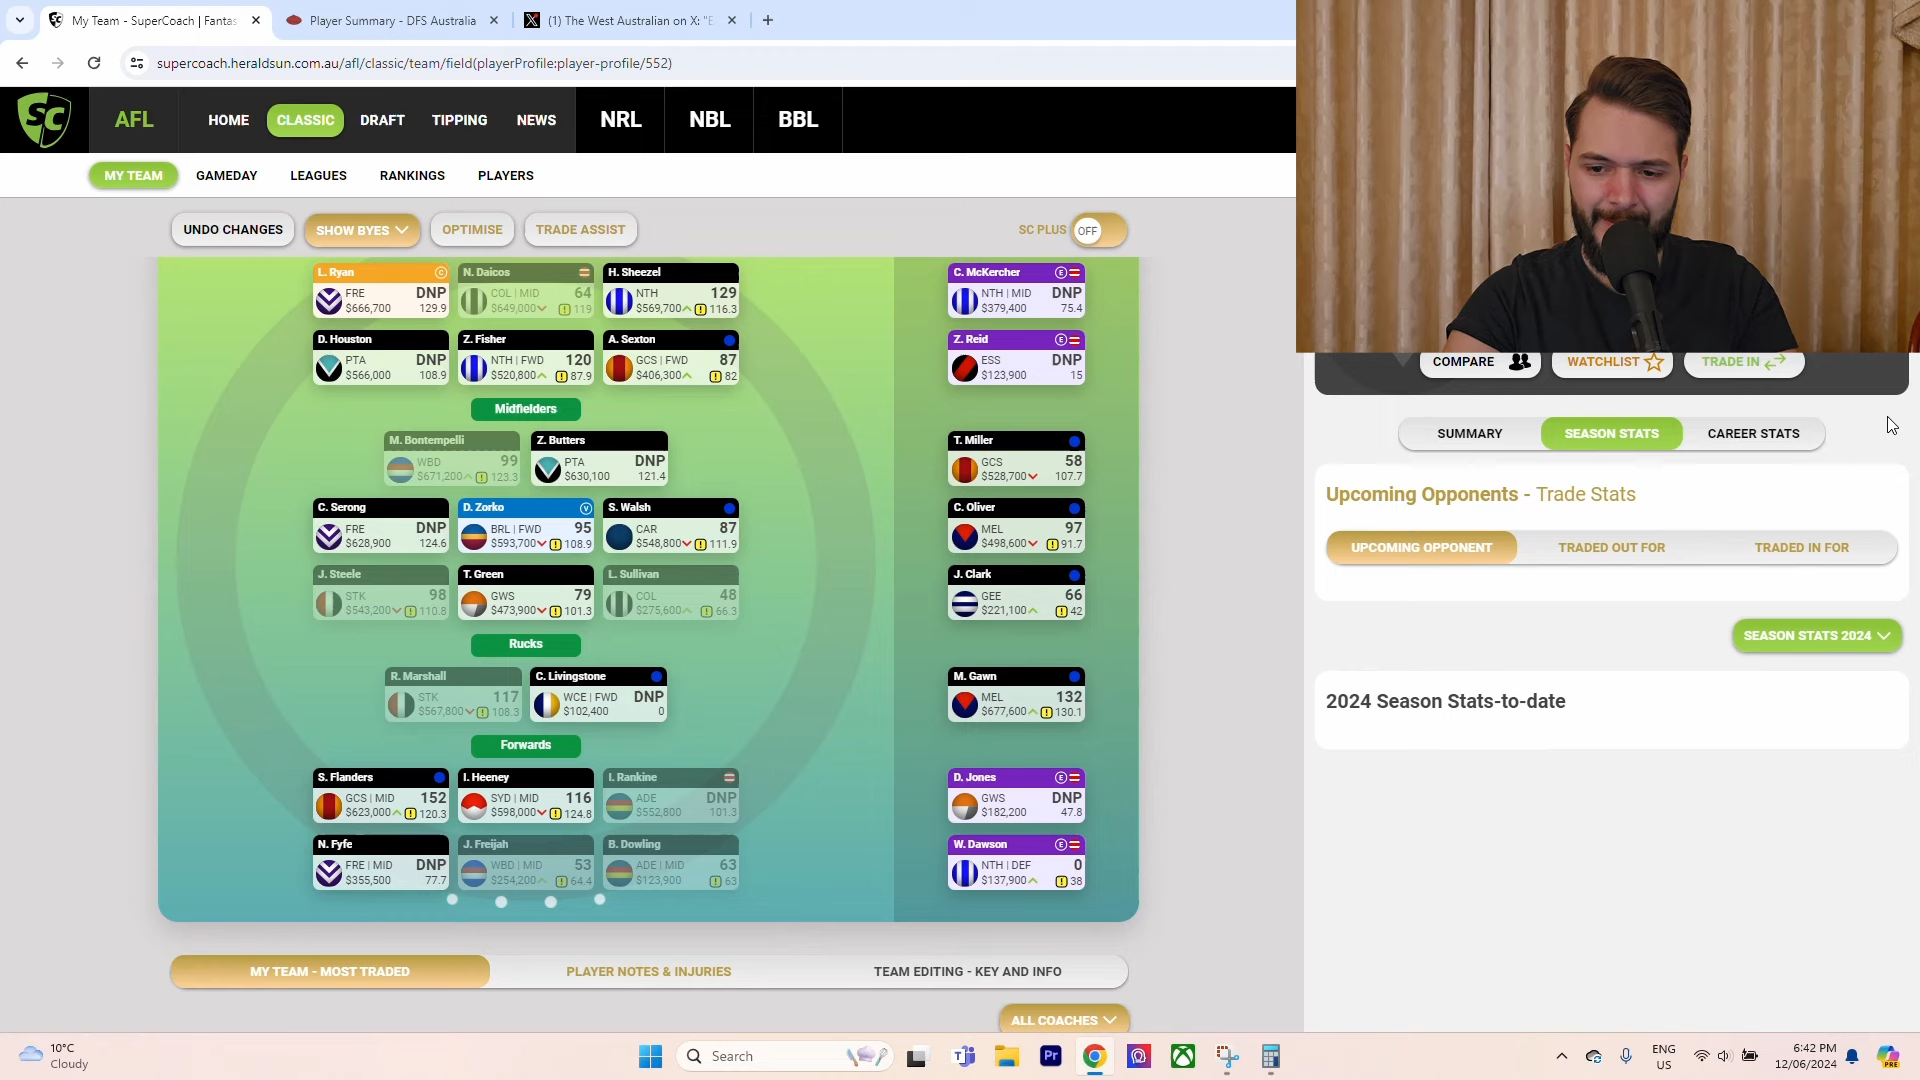 My Team - SuperCoach | Fantas
Player Summary - DFS Australia
(1) The West Australian on X: "E
supercoach.heraldsun.com.au/afl/classic/team/field(playerProfile:player-profile/552)
SC
AFL
HOME
CLASSIC
DRAFT
TIPPING
NEWS
NRL
NBL
BBL
MY TEAM
GAMEDAY
LEAGUES
RANKINGS
PLAYERS
UNDO CHANGES
SHOW BYES
OPTIMISE
TRADE ASSIST
SC PLUS
OFF
L. Ryan C
FRE DNP
$666,700 129.9
N. Daicos
COL | MID 64
$649,000 ! 119
H. Sheezel
NTH 129
$569,700 ! 116.3
C. McKercher E
NTH | MID DNP
$379,400 75.4
D. Houston
PTA DNP
$566,000 108.9
Z. Fisher
NTH | FWD 120
$520,800 ! 87.9
A. Sexton
GCS | FWD 87
$406,300 ! 82
Z. Reid E
ESS DNP
$123,900 15
Midfielders
M. Bontempelli
WBD 99
$671,200 ! 123.3
Z. Butters
PTA DNP
$630,100 121.4
T. Miller
GCS 58
$528,700 107.7
C. Serong
FRE DNP
$628,900 124.6
D. Zorko V
BRL | FWD 95
$593,700 ! 108.9
S. Walsh
CAR 87
$548,800 ! 111.9
C. Oliver
MEL 97
$498,600 ! 91.7
J. Steele
STK 98
$543,200 ! 110.8
T. Green
GWS 79
$473,900 ! 101.3
L. Sullivan
COL 48
$275,600 ! 66.3
J. Clark
GEE 66
$221,100 ! 42
Rucks
R. Marshall
STK 117
$567,800 ! 108.3
C. Livingstone
WCE | FWD DNP
$102,400 0
M. Gawn
MEL 132
$677,600 ! 130.1
Forwards
S. Flanders
GCS | MID 152
$623,000 ! 120.3
I. Heeney
SYD | MID 116
$598,000 ! 124.8
I. Rankine
ADE DNP
$552,800 101.3
D. Jones E
GWS DNP
$182,200 47.8
N. Fyfe
FRE | MID DNP
$355,500 77.7
J. Freijah
WBD | MID 53
$254,200 ! 64.4
B. Dowling
ADE | MID 63
$123,900 ! 63
W. Dawson E
NTH | DEF 0
$137,900 ! 38
MY TEAM - MOST TRADED
PLAYER NOTES & INJURIES
TEAM EDITING - KEY AND INFO
ALL COACHES
COMPARE
WATCHLIST
TRADE IN
SUMMARY
SEASON STATS
CAREER STATS
Upcoming Opponents - Trade Stats
UPCOMING OPPONENT
TRADED OUT FOR
TRADED IN FOR
SEASON STATS 2024
2024 Season Stats-to-date
10°C
Cloudy
Search
Pr
ENG
US
6:42 PM
12/06/2024
PRE